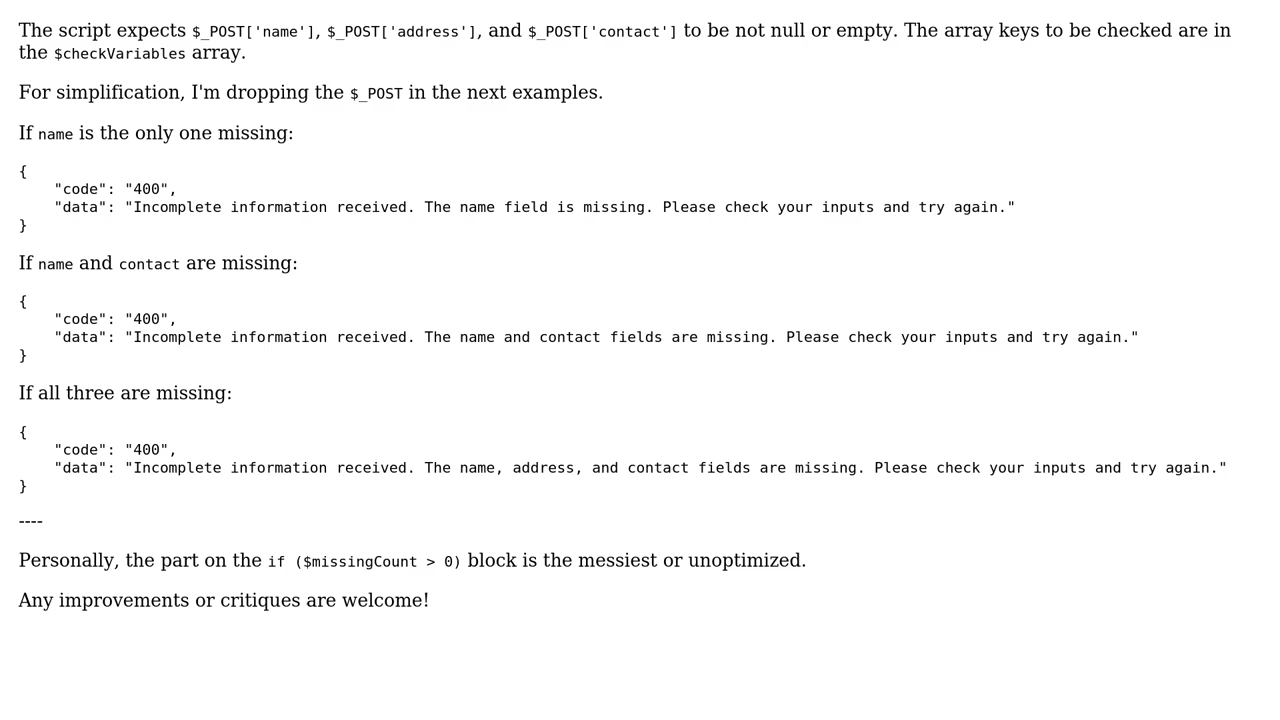 The script expects $_POST['name'], $_POST['address'], and $_POST['contact'] to be not null or empty. The array keys to be checked are in
the $checkVariables array.
For simplification, I'm dropping the $_POST in the next examples.
If name is the only one missing:
{
    "code": "400",
    "data": "Incomplete information received. The name field is missing. Please check your inputs and try again."
}
If name and contact are missing:
{
    "code": "400",
    "data": "Incomplete information received. The name and contact fields are missing. Please check your inputs and try again."
}
If all three are missing:
{
    "code": "400",
    "data": "Incomplete information received. The name, address, and contact fields are missing. Please check your inputs and try again."
}
----
Personally, the part on the if ($missingCount > 0) block is the messiest or unoptimized.
Any improvements or critiques are welcome!